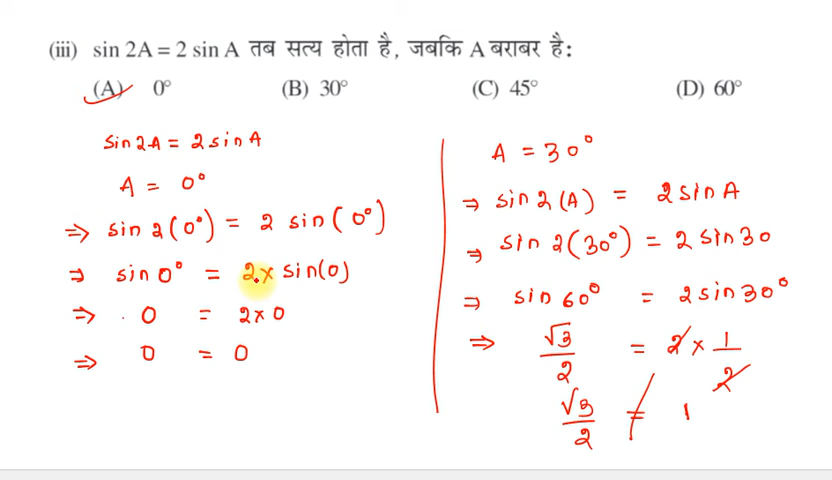 (iii) sin 2A = 2 sin A तब सत्य होता है, जबकि A बराबर है:
(A) 0° (B) 30° (C) 45° (D) 60°
sin 2A = 2 sin A
A = 0°
⇒ sin 2(0°) = 2 sin (0°)
⇒ sin 0° = 2 × sin(0)
⇒ 0 = 2 × 0
⇒ 0 = 0
A = 30°
⇒ sin 2(A) = 2 sin A
⇒ sin 2(30°) = 2 sin 30
⇒ sin 60° = 2 sin 30°
⇒ √3/2 = 2 × 1/2
√3/2 ≠ 1